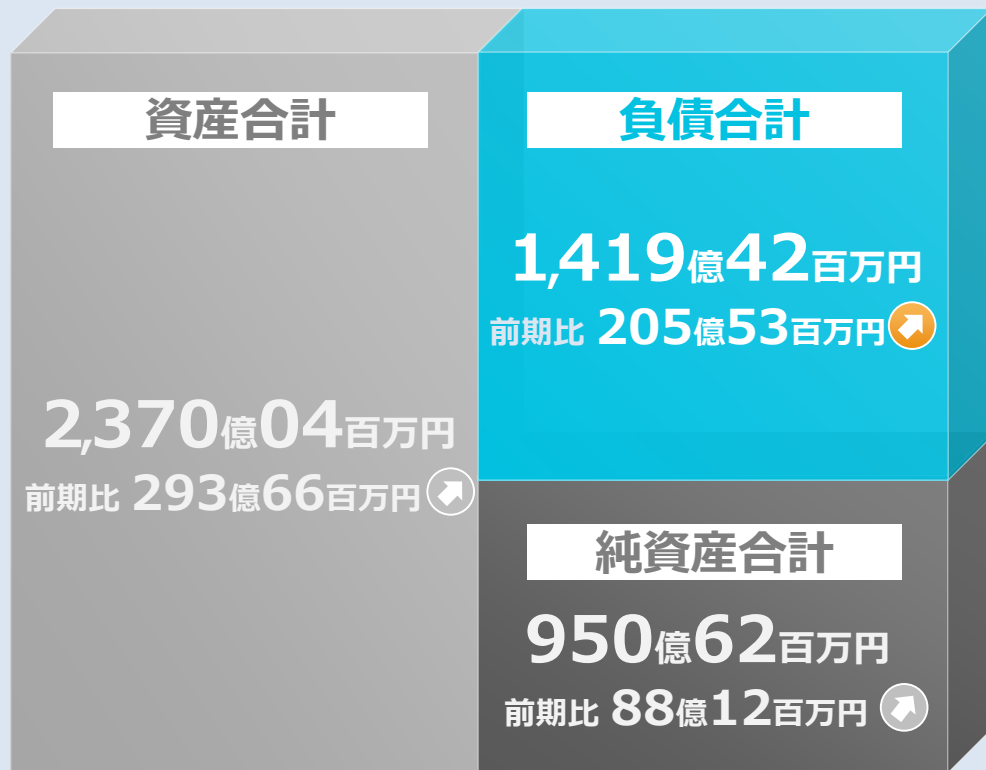 資産合計
2,370億04百万円
前期比 293億66百万円
負債合計
1,419億42百万円
前期比 205億53百万円
純資産合計
950億62百万円
前期比 88億12百万円